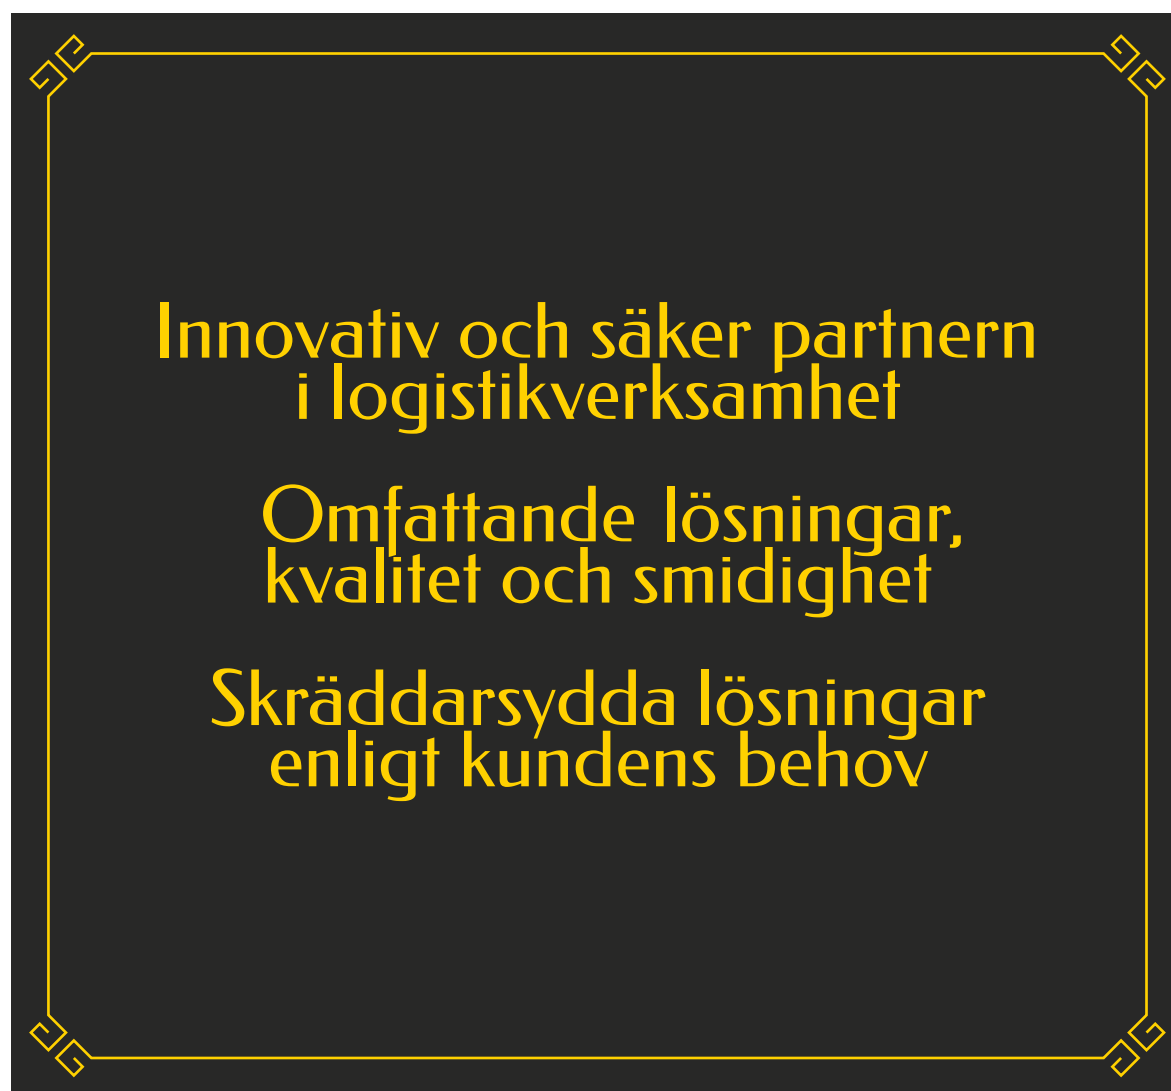 Innovativ och säker partnern
i logistikverksamhet
Omfattande lösningar,
kvalitet och smidighet
Skräddarsydda lösningar
enligt kundens behov